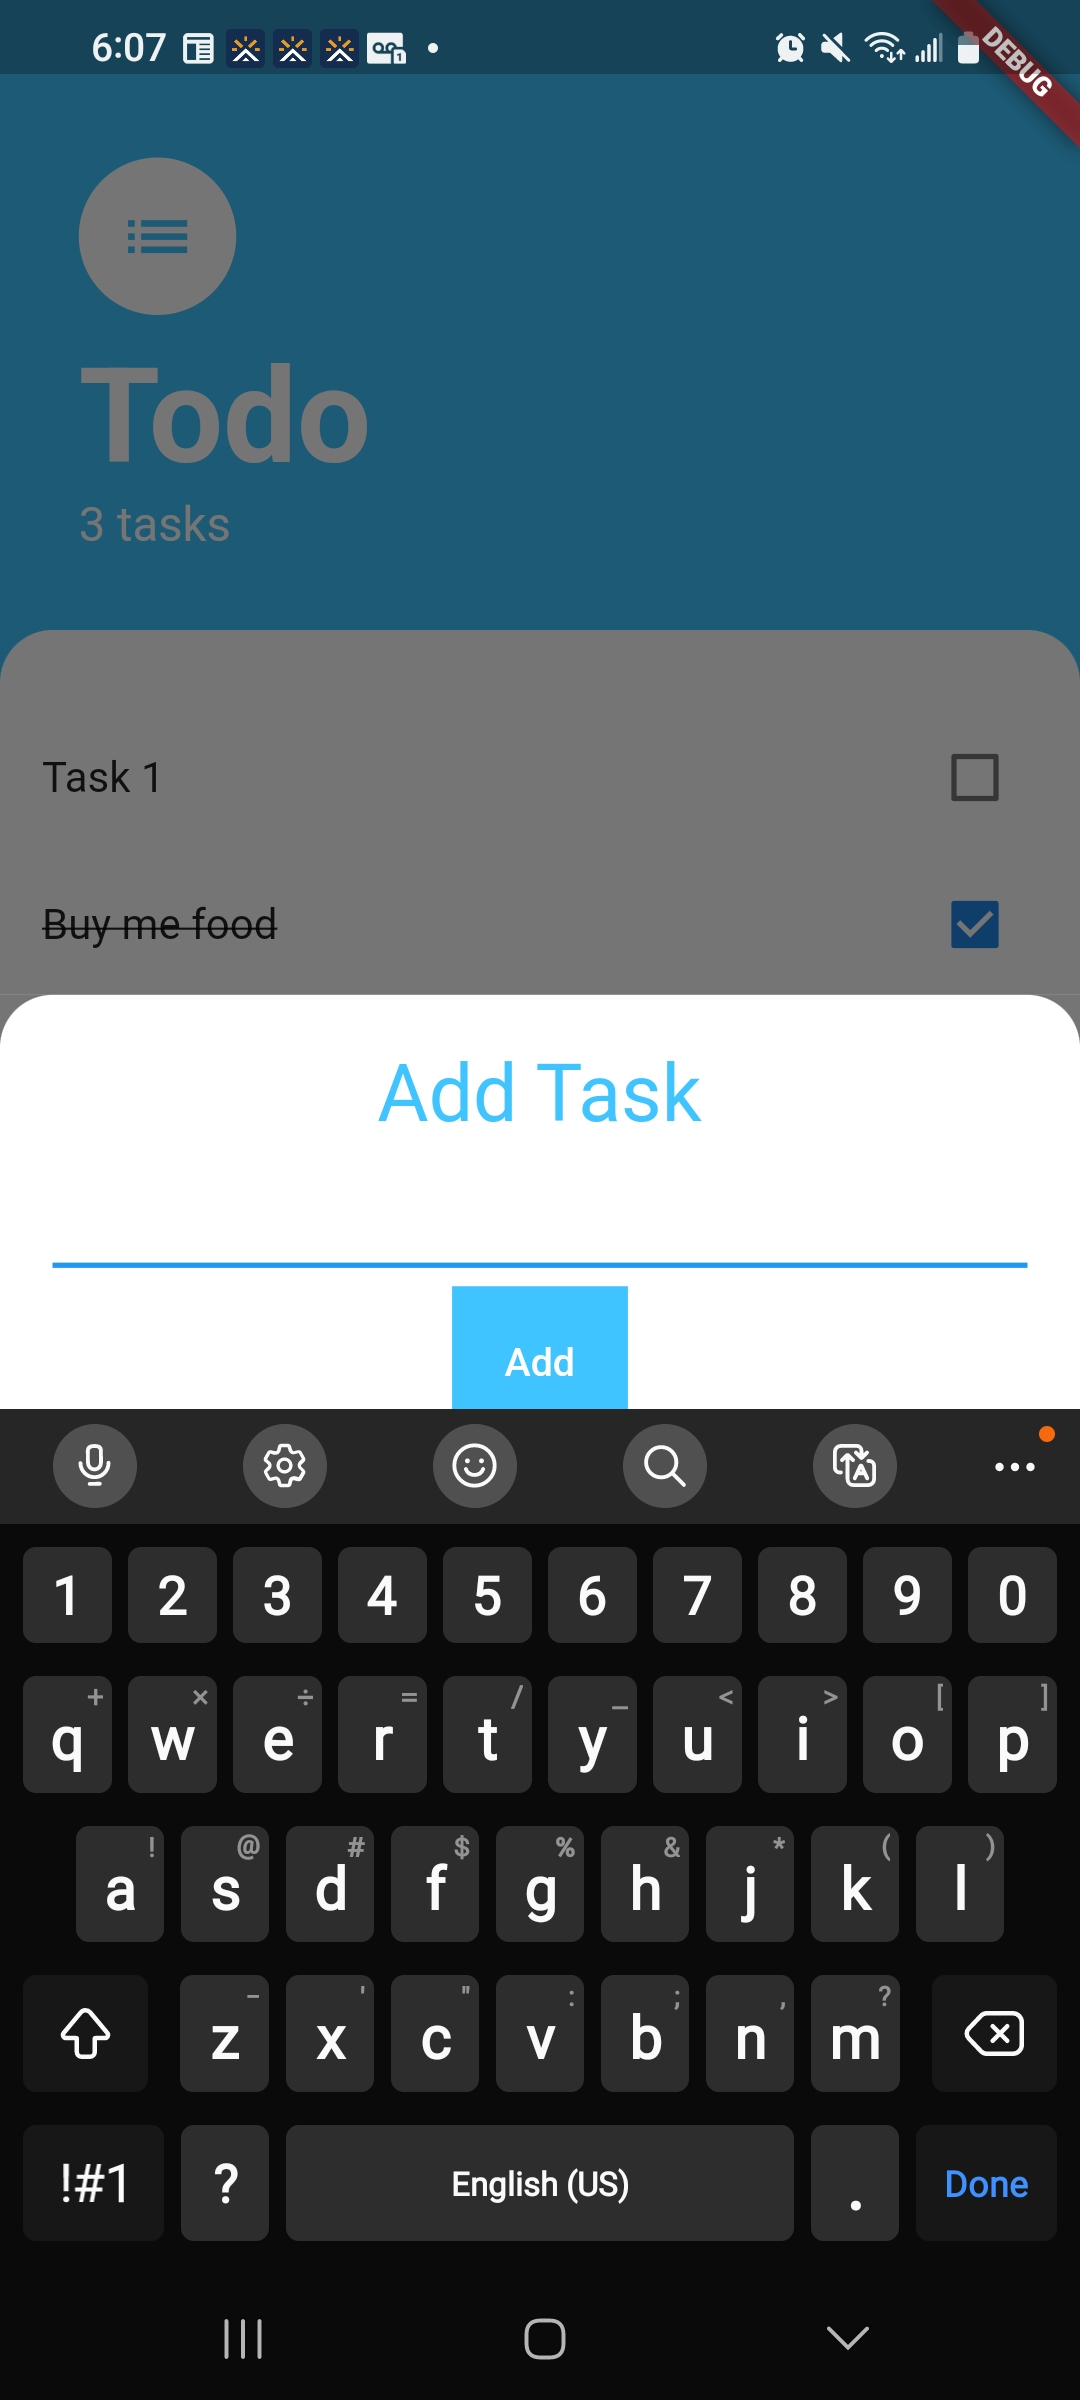 6:07
DEBUG
Todo
3 tasks
Task 1
Buy me food
Add Task
Add
1 2 3 4 5 6 7 8 9 0
+ × ÷ = / _ < > [ ]
q w e r t y u i o p
! @ # $ % & * ( )
a s d f g h j k l
- ' " : ; , ?
z x c v b n m
!#1 ? English (US) . Done